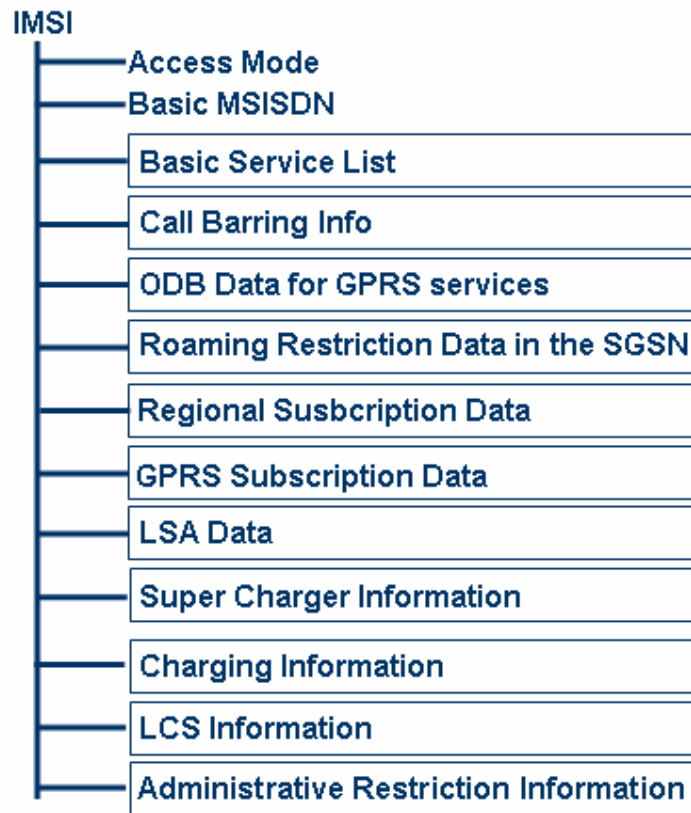 IMSI
Access Mode
Basic MSISDN
Basic Service List
Call Barring Info
ODB Data for GPRS services
Roaming Restriction Data in the SGSN
Regional Susbcription Data
GPRS Subscription Data
LSA Data
Super Charger Information
Charging Information
LCS Information
Administrative Restriction Information